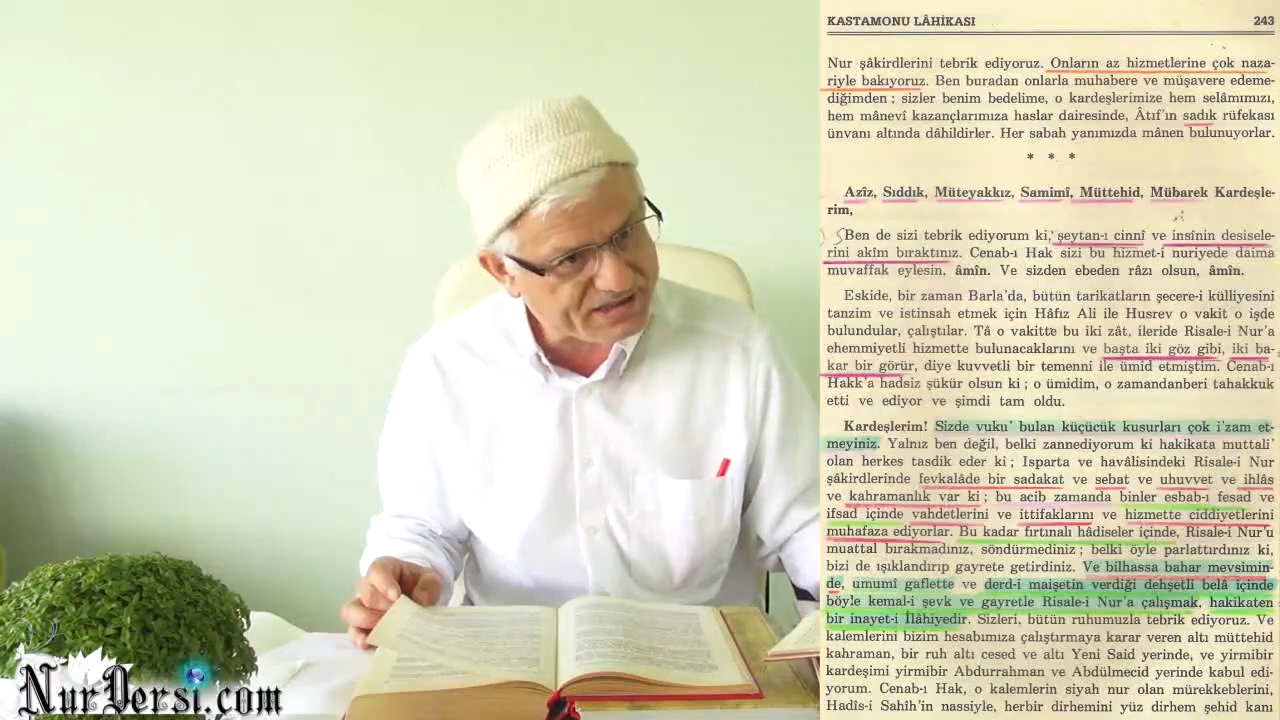 KASTAMONU LÂHİKASI 243
Nur şâkirdlerini tebrik ediyoruz. Onların az hizmetlerine çok naza-
riyle bakıyoruz. Ben buradan onlarla muhabere ve müşavere edeme-
diğimden ; sizler benim bedelime, o kardeşlerimize hem selâmımızı,
hem mânevî kazançlarımıza haslar dairesinde, Âtıf'ın sadık rüfekası
ünvanı altında dâhildirler. Her sabah yanımızda mânen bulunuyorlar.
* * *
Azîz, Sıddık, Müteyakkız, Samimî, Müttehid, Mübarek Kardeşle-
rim,
Ben de sizi tebrik ediyorum ki, şeytan-ı cinnî ve insînin desisele-
rini akîm bıraktınız. Cenab-ı Hak sizi bu hizmet-i nuriyede daima
muvaffak eylesin, âmîn. Ve sizden ebeden râzı olsun, âmîn.
Eskide, bir zaman Barla'da, bütün tarikatların şecere-i külliyesini
tanzim ve istinsah etmek için Hâfız Ali ile Husrev o vakit o işde
bulundular, çalıştılar. Tâ o vakitte bu iki zât, ileride Risale-i Nur'a
ehemmiyetli hizmette bulunacaklarını ve başta iki göz gibi, iki ba-
kar bir görür, diye kuvvetli bir temenni ile ümid etmiştim. Cenab-ı
Hakk'a hadsiz şükür olsun ki ; o ümidim, o zamandanberi tahakkuk
etti ve ediyor ve şimdi tam oldu.
Kardeşlerim! Sizde vuku' bulan küçücük kusurları çok i'zam et-
meyiniz. Yalnız ben değil, belki zannediyorum ki hakikata muttali'
olan herkes tasdik eder ki ; Isparta ve havâlisindeki Risale-i Nur
şâkirdlerinde fevkalâde bir sadakat ve sebat ve uhuvvet ve ihlâs
ve kahramanlık var ki ; bu acib zamanda binler esbab-ı fesad ve
ifsad içinde vahdetlerini ve ittifaklarını ve hizmette ciddiyetlerini
muhafaza ediyorlar. Bu kadar fırtınalı hâdiseler içinde, Risale-i Nur'u
muattal bırakmadınız, söndürmediniz ; belki öyle parlattırdınız ki,
bizi de ışıklandırıp gayrete getirdiniz. Ve bilhassa bahar mevsimin-
de, umumî gaflette ve derd-i maişetin verdiği dehşetli belâ içinde
böyle kemal-i şevk ve gayretle Risale-i Nur'a çalışmak, hakikaten
bir inayet-i İlâhiyedir. Sizleri, bütün ruhumuzla tebrik ediyoruz. Ve
kalemlerini bizim hesabımıza çalıştırmaya karar veren altı müttehid
kahraman, bir ruh altı cesed ve altı Yeni Said yerinde, ve yirmibir
kardeşimi yirmibir Abdurrahman ve Abdülmecid yerinde kabul edi-
yorum. Cenab-ı Hak, o kalemlerin siyah nur olan mürekkeblerini,
Hadîs-i Sahîh'in nassiyle, herbir dirhemini yüz dirhem şehid kanı
NurDersi.com